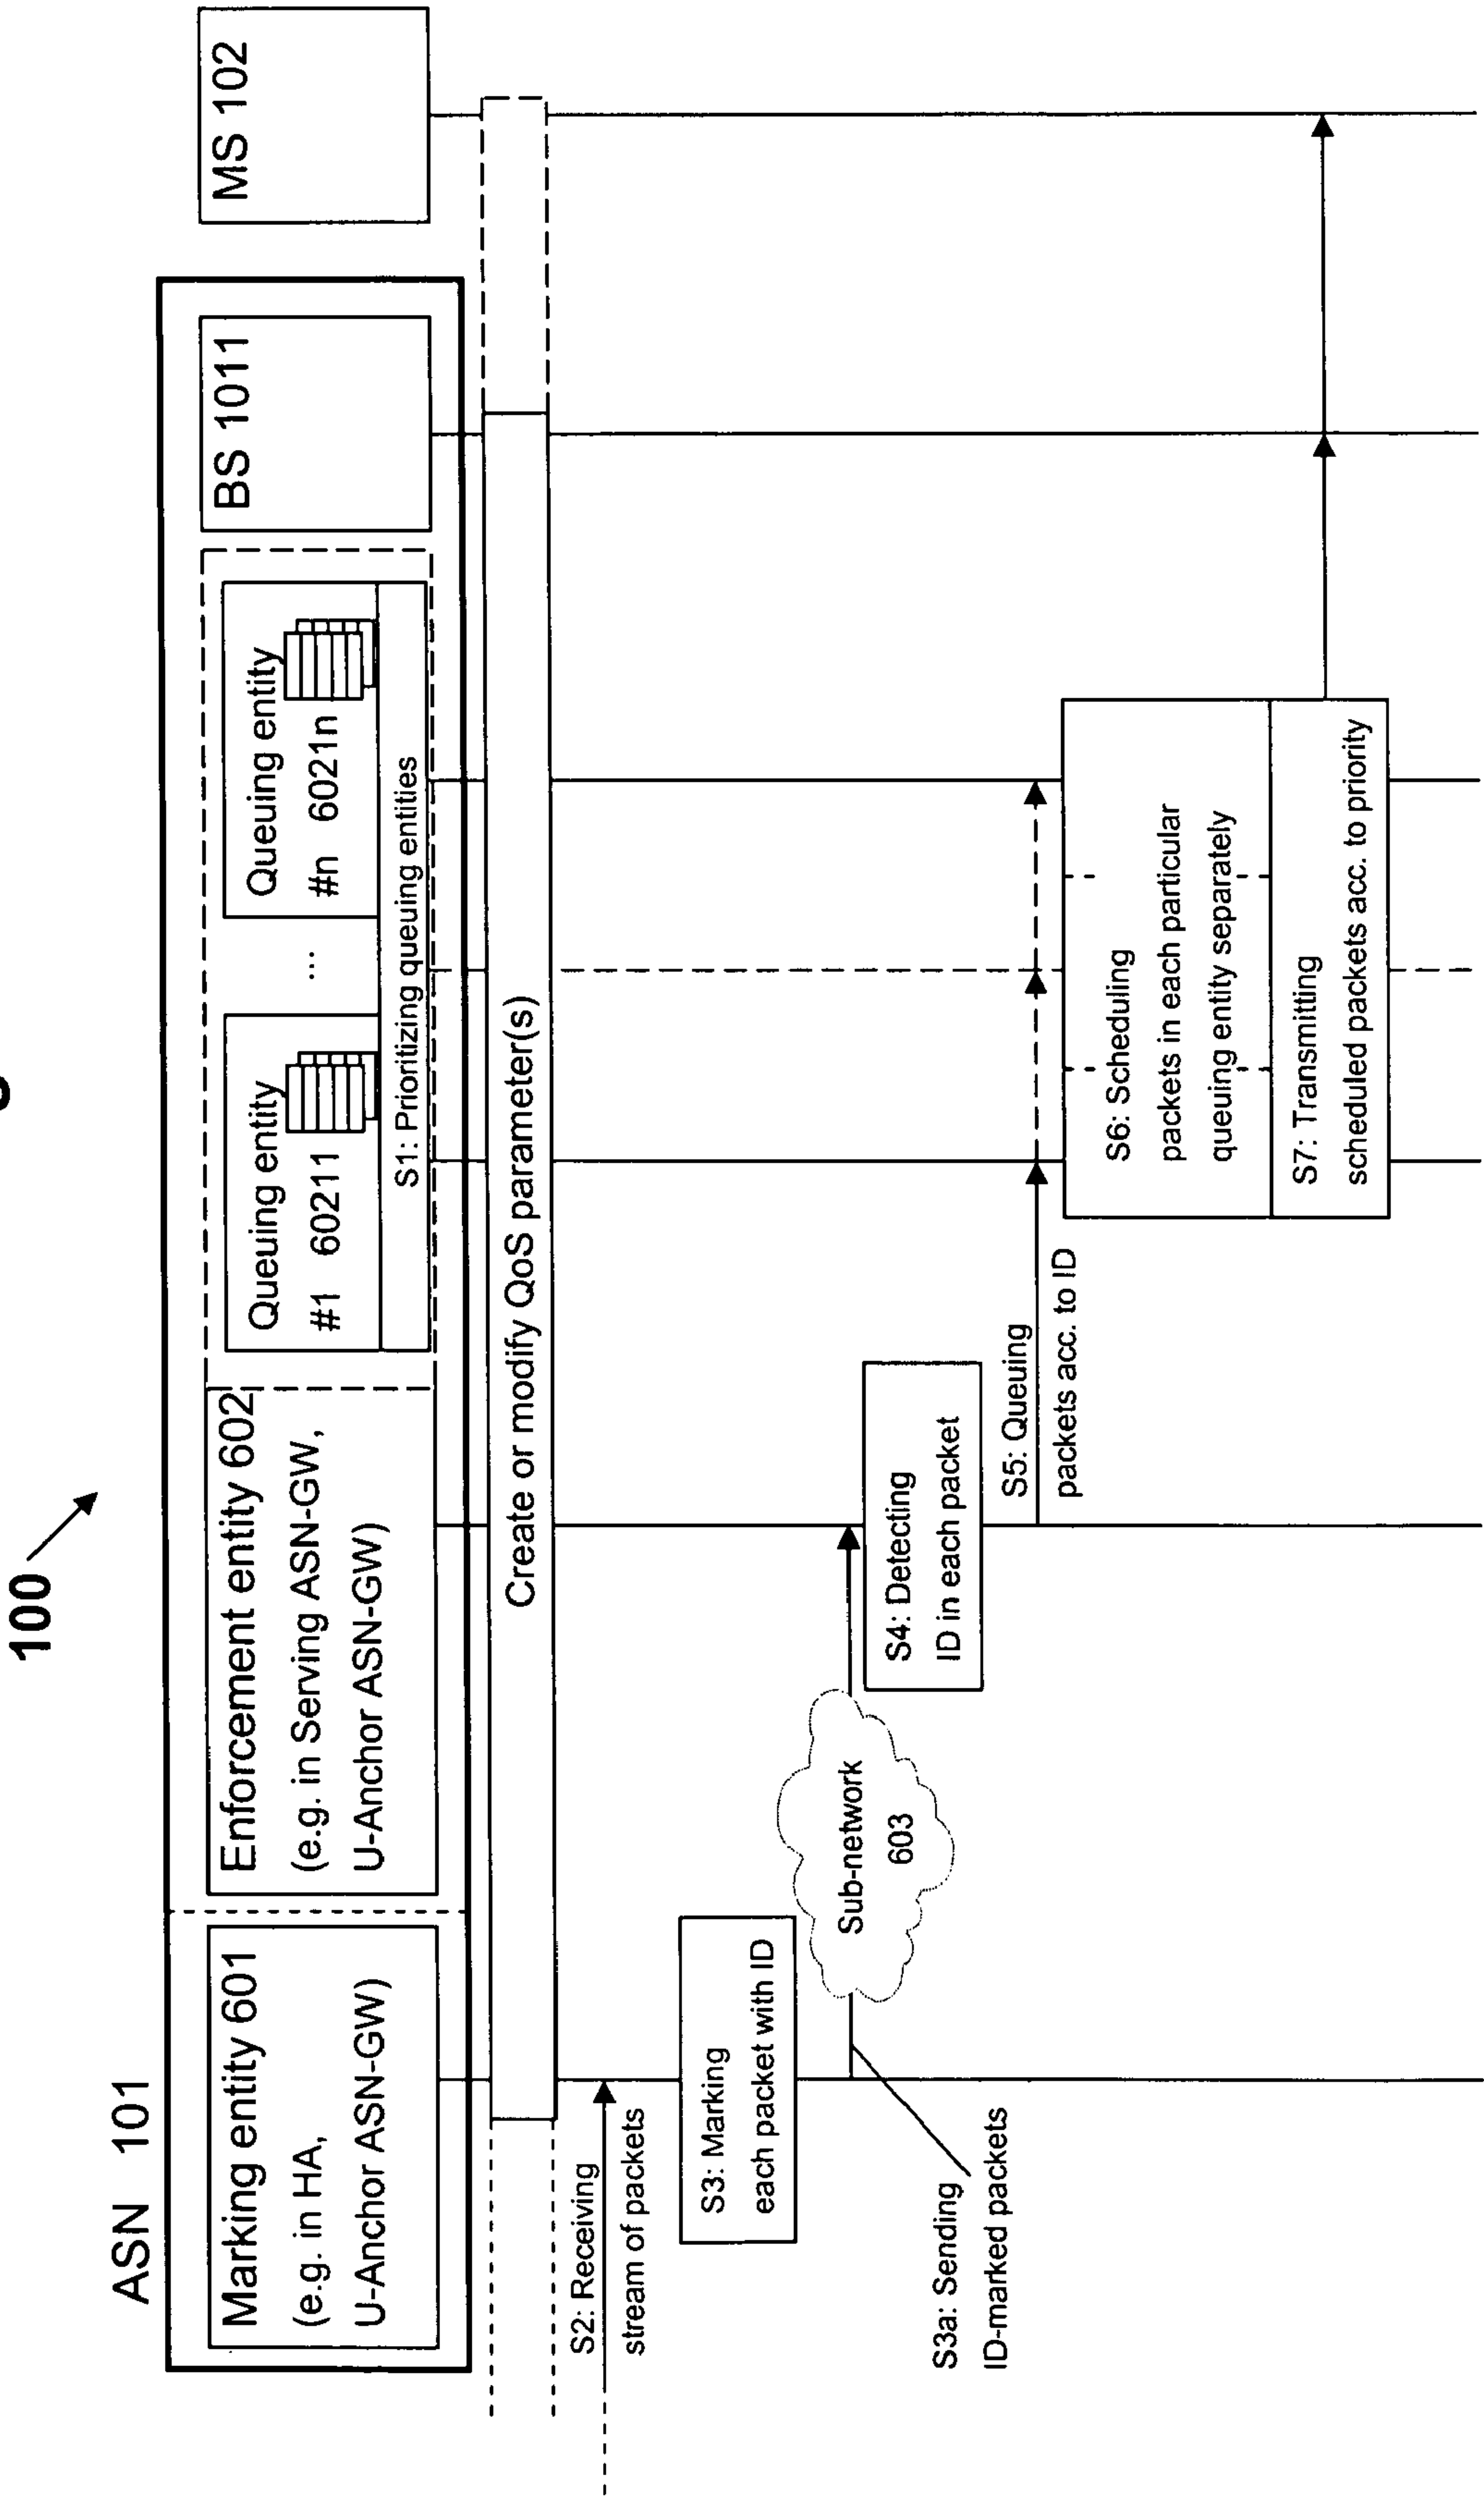 100
ASN 101
Marking entity 601
(e.g. in HA,
U-Anchor ASN-GW)
Enforcement entity 602
(e.g. in Serving ASN-GW,
U-Anchor ASN-GW)
Queuing entity
#1 60211
...
Queuing entity
#n 6021n
S1: Prioritizing queuing entities
BS 1011
MS 102
Create or modify QoS parameter(s)
S2: Receiving
stream of packets
S3: Marking
each packet with ID
S3a: Sending
ID-marked packets
Sub-network
603
S4: Detecting
ID in each packet
S5: Queuing
packets acc. to ID
S6: Scheduling
packets in each particular
queuing entity separately
S7: Transmitting
scheduled packets acc. to priority